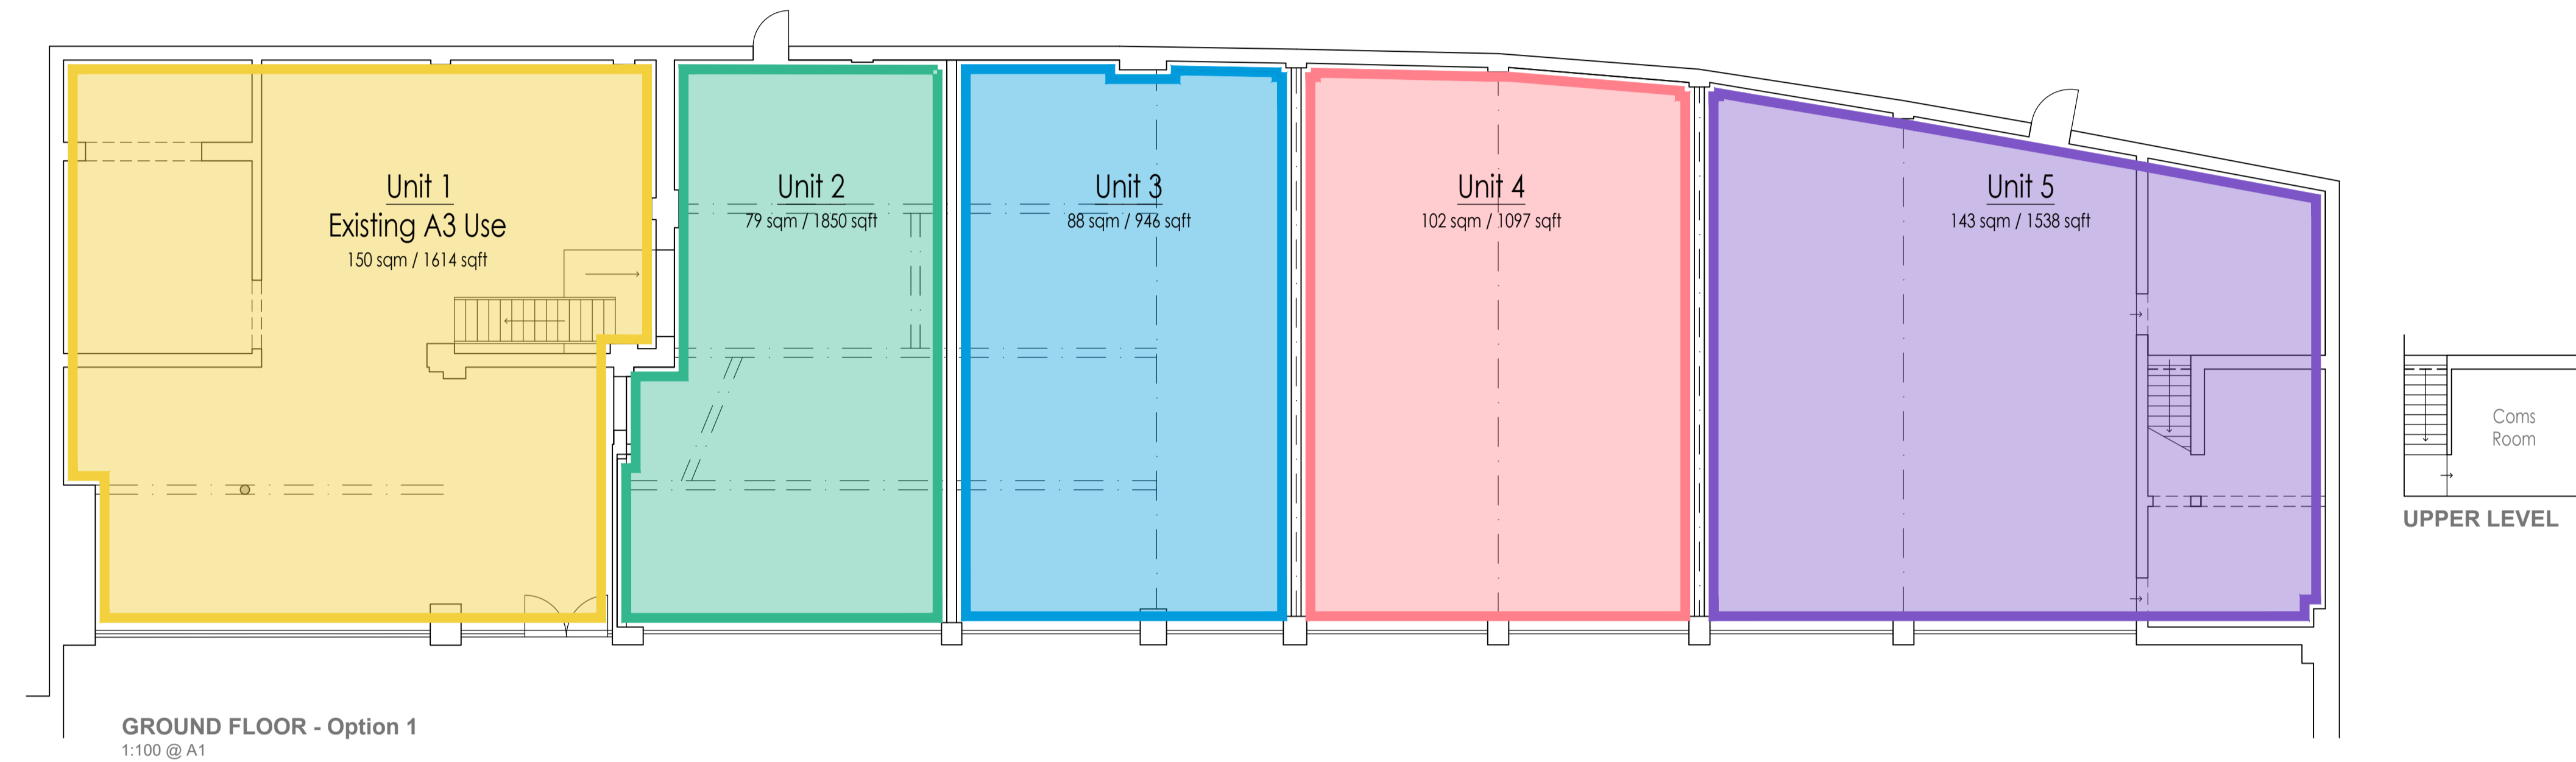 Unit 1
Existing A3 Use
150 sqm / 1614 sqft
Unit 2
79 sqm / 1850 sqft
Unit 3
88 sqm / 946 sqft
Unit 4
102 sqm / 1097 sqft
Unit 5
143 sqm / 1538 sqft
Coms
Room
UPPER LEVEL
GROUND FLOOR - Option 1
1:100 @ A1